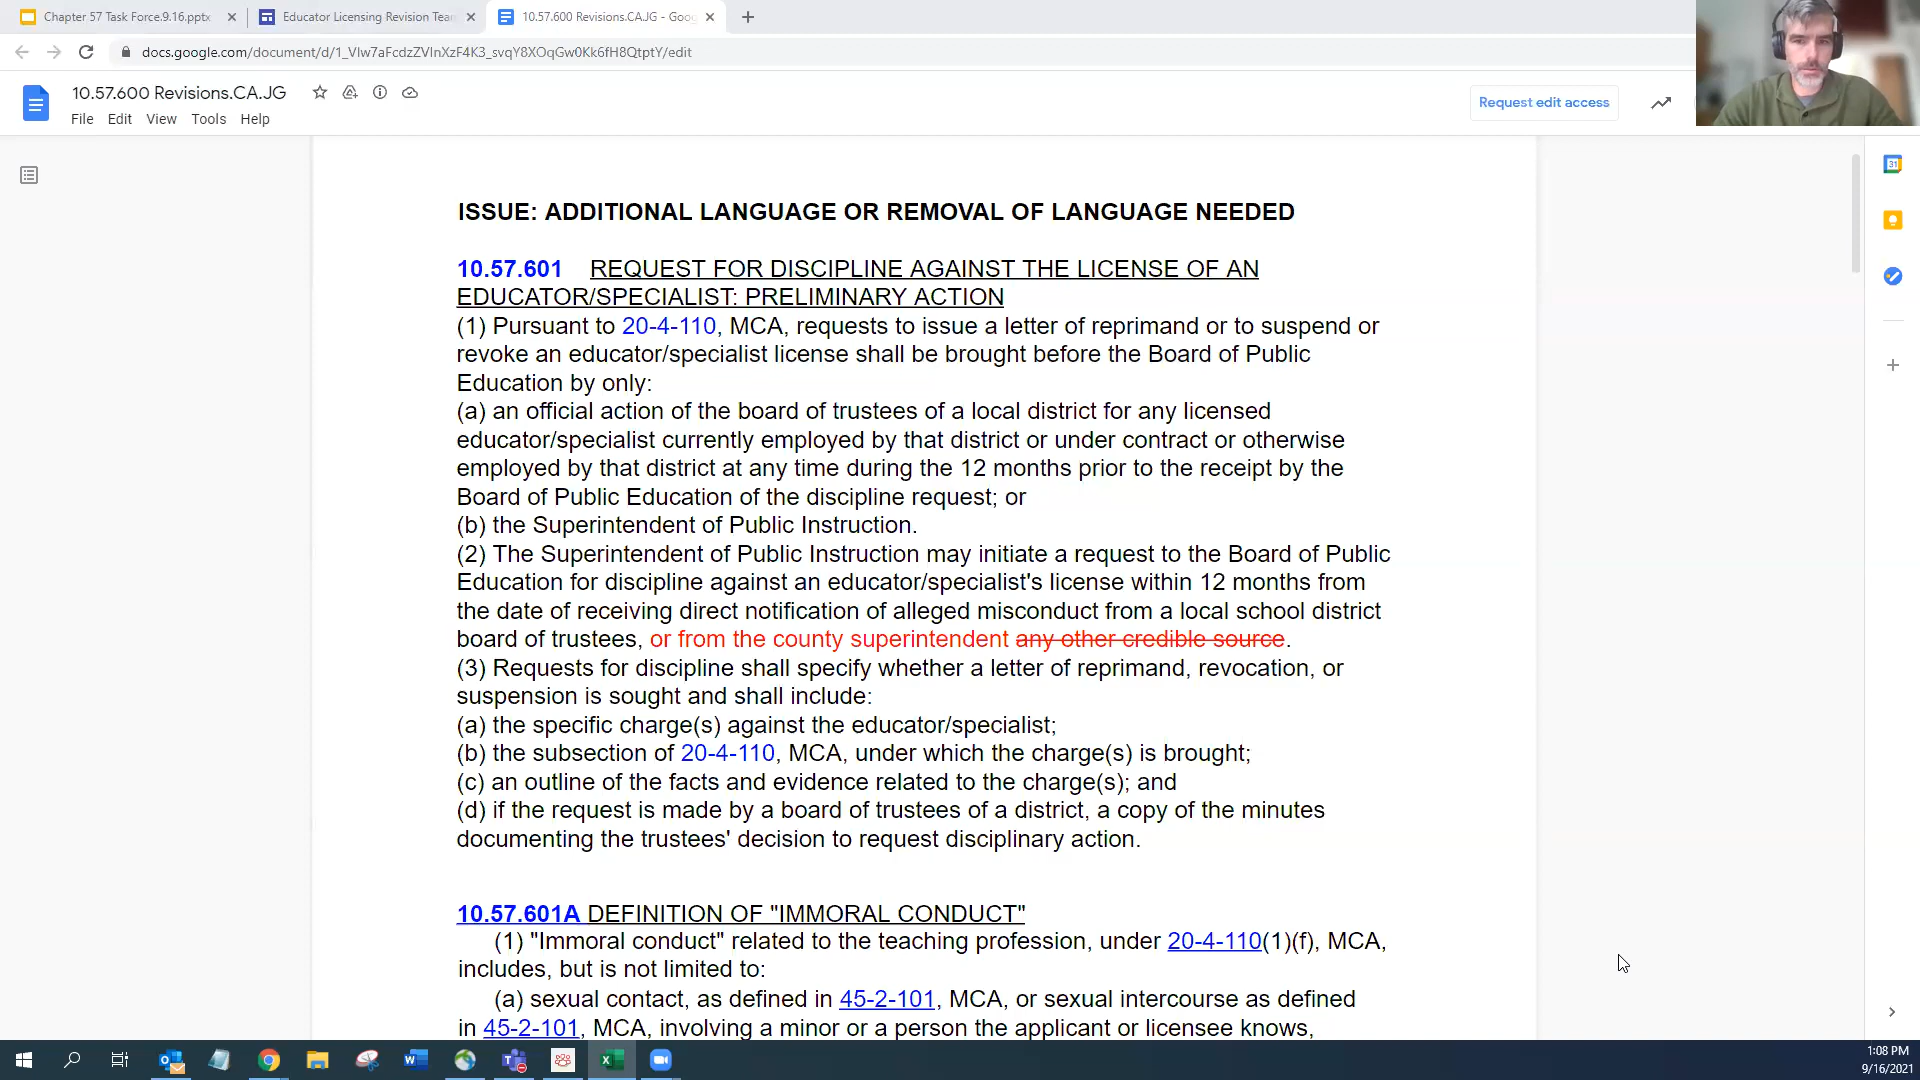 Chapter 57 Task Force.9.16.pptx
Educator Licensing Revision Tea
10.57.600 Revisions.CA.JG - Goo
docs.google.com/document/d/1_VIw7aFcdzZVInXzF4K3_svqY8XOqGw0Kk6fH8QtptY/edit
10.57.600 Revisions.CA.JG
File Edit View Tools Help
Request edit access
ISSUE: ADDITIONAL LANGUAGE OR REMOVAL OF LANGUAGE NEEDED
10.57.601 REQUEST FOR DISCIPLINE AGAINST THE LICENSE OF AN
EDUCATOR/SPECIALIST: PRELIMINARY ACTION
(1) Pursuant to 20-4-110, MCA, requests to issue a letter of reprimand or to suspend or
revoke an educator/specialist license shall be brought before the Board of Public
Education by only:
(a) an official action of the board of trustees of a local district for any licensed
educator/specialist currently employed by that district or under contract or otherwise
employed by that district at any time during the 12 months prior to the receipt by the
Board of Public Education of the discipline request; or
(b) the Superintendent of Public Instruction.
(2) The Superintendent of Public Instruction may initiate a request to the Board of Public
Education for discipline against an educator/specialist's license within 12 months from
the date of receiving direct notification of alleged misconduct from a local school district
board of trustees, or from the county superintendent any other credible source.
(3) Requests for discipline shall specify whether a letter of reprimand, revocation, or
suspension is sought and shall include:
(a) the specific charge(s) against the educator/specialist;
(b) the subsection of 20-4-110, MCA, under which the charge(s) is brought;
(c) an outline of the facts and evidence related to the charge(s); and
(d) if the request is made by a board of trustees of a district, a copy of the minutes
documenting the trustees' decision to request disciplinary action.
10.57.601A DEFINITION OF "IMMORAL CONDUCT"
(1) "Immoral conduct" related to the teaching profession, under 20-4-110(1)(f), MCA,
includes, but is not limited to:
(a) sexual contact, as defined in 45-2-101, MCA, or sexual intercourse as defined
in 45-2-101, MCA, involving a minor or a person the applicant or licensee knows,
1:08 PM
9/16/2021